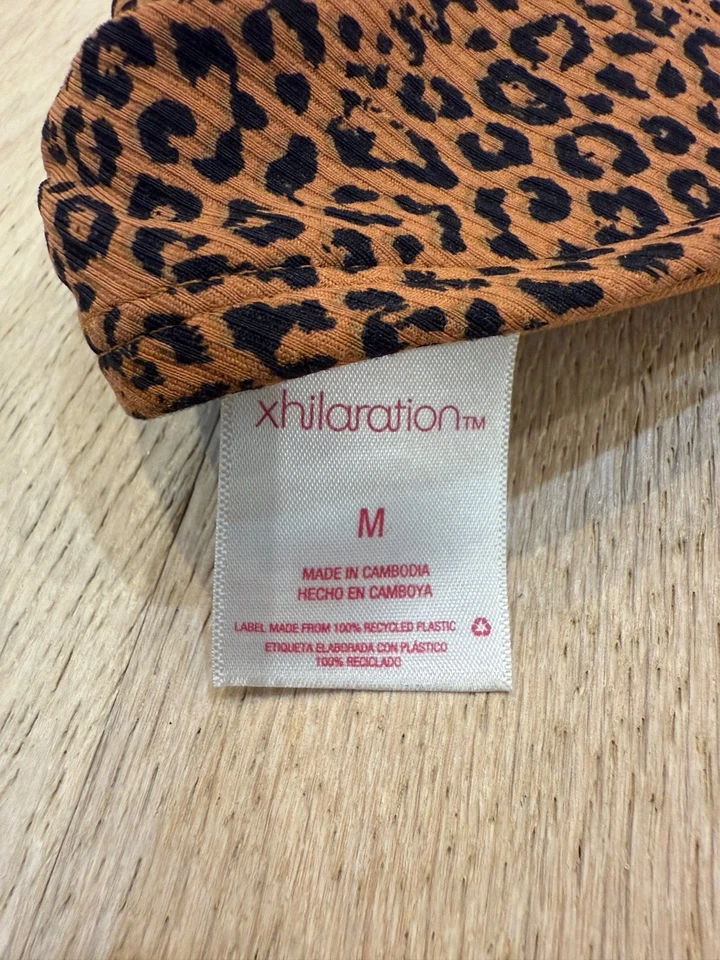 xhilaration™
M
MADE IN CAMBODIA
HECHO EN CAMBOYA
LABEL MADE FROM 100% RECYCLED PLASTIC
ETIQUETA ELABORADA CON PLÁSTICO
100% RECICLADO